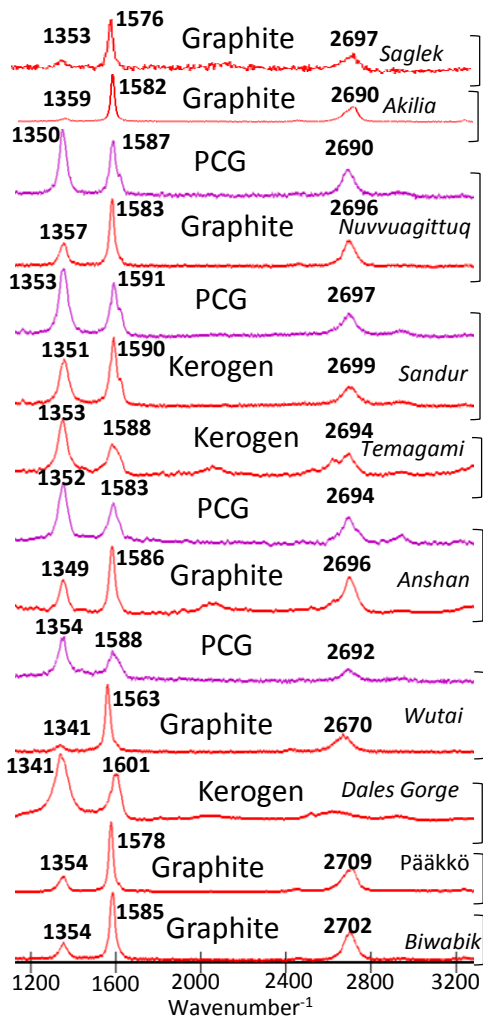 1353 1576 Graphite 2697 Saglek
1359 1582 Graphite 2690 Akilia
1350 1587 PCG 2690
1357 1583 Graphite 2696 Nuvvuagittuq
1353 1591 PCG 2697
1351 1590 Kerogen 2699 Sandur
1353 1588 Kerogen 2694 Temagami
1352 1583 PCG 2694
1349 1586 Graphite 2696 Anshan
1354 1588 PCG 2692
1341 1563 Graphite 2670 Wutai
1341 1601 Kerogen Dales Gorge
1354 1578 Graphite 2709 Pääkkö
1354 1585 Graphite 2702 Biwabik
1200 1600 2000 2400 2800 3200
Wavenumber-1